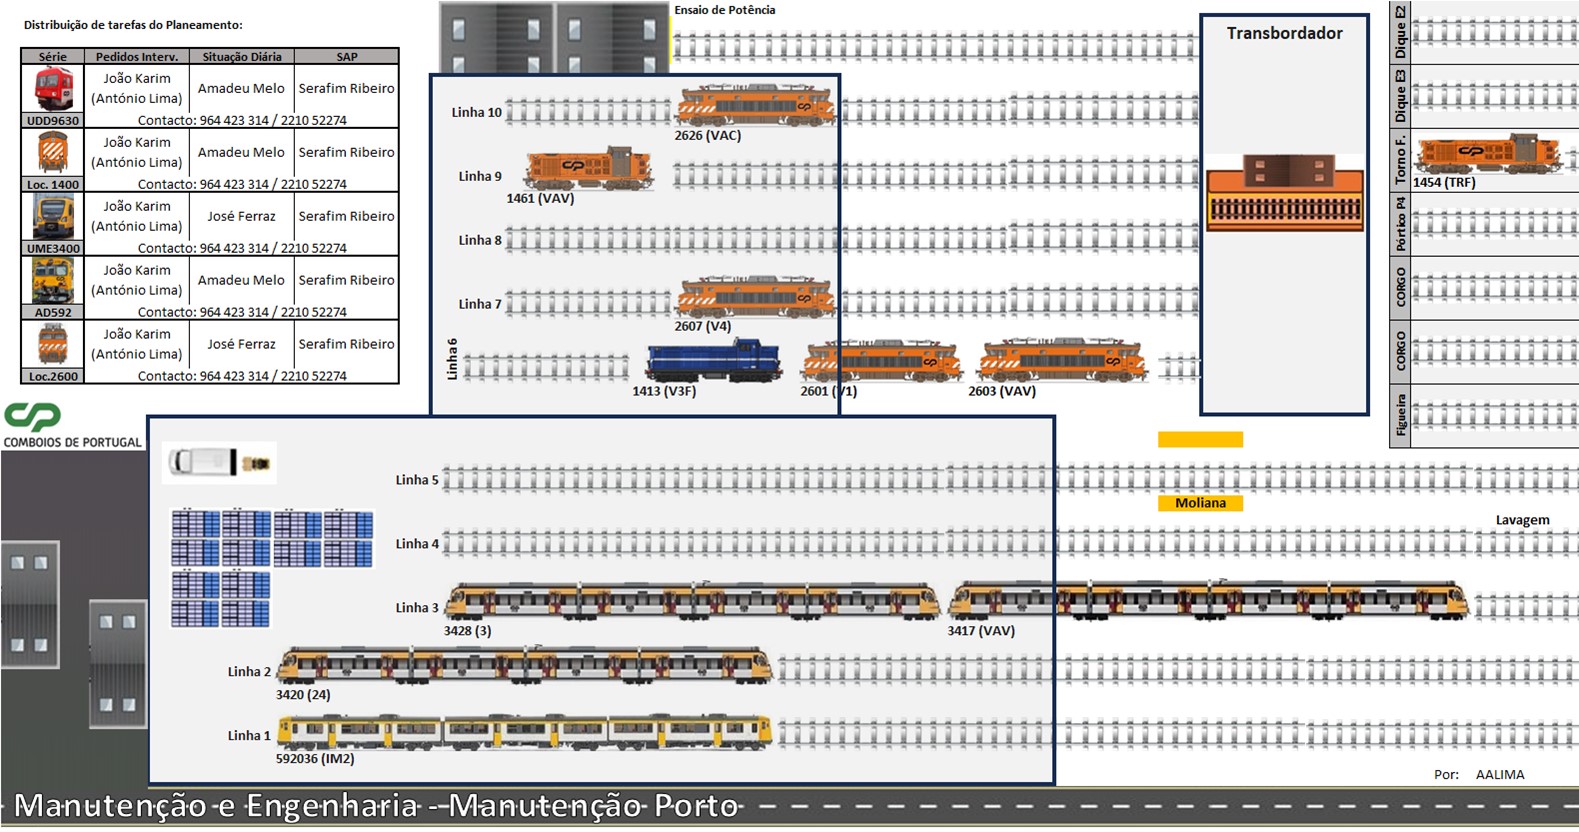 Distribuição de tarefas do Planeamento:
Série Pedidos Interv. Situação Diária SAP
UDD9630 João Karim (António Lima) Amadeu Melo Serafim Ribeiro
Contacto: 964 423 314 / 2210 52274
Loc. 1400 João Karim (António Lima) Amadeu Melo Serafim Ribeiro
Contacto: 964 423 314 / 2210 52274
UME3400 João Karim (António Lima) José Ferraz Serafim Ribeiro
Contacto: 964 423 314 / 2210 52274
AD592 João Karim (António Lima) Amadeu Melo Serafim Ribeiro
Contacto: 964 423 314 / 2210 52274
Loc.2600 João Karim (António Lima) José Ferraz Serafim Ribeiro
Contacto: 964 423 314 / 2210 52274
CP
COMBOIOS DE PORTUGAL
Ensaio de Potência
Transbordador
Linha 10
2626 (VAC)
Linha 9
1461 (VAV)
Linha 8
Linha 7
2607 (V4)
Linha 6
1413 (V3F)
2601 (V1)
2603 (VAV)
Dique E2
Dique E3
Torno F.
1454 (TRF)
Pórtico P4
CORGO
CORGO
Figueira
Linha 5
Moliana
Lavagem
Linha 4
Linha 3
3428 (3)
3417 (VAV)
Linha 2
3420 (24)
Linha 1
592036 (IM2)
Por: AALIMA
Manutenção e Engenharia - Manutenção Porto